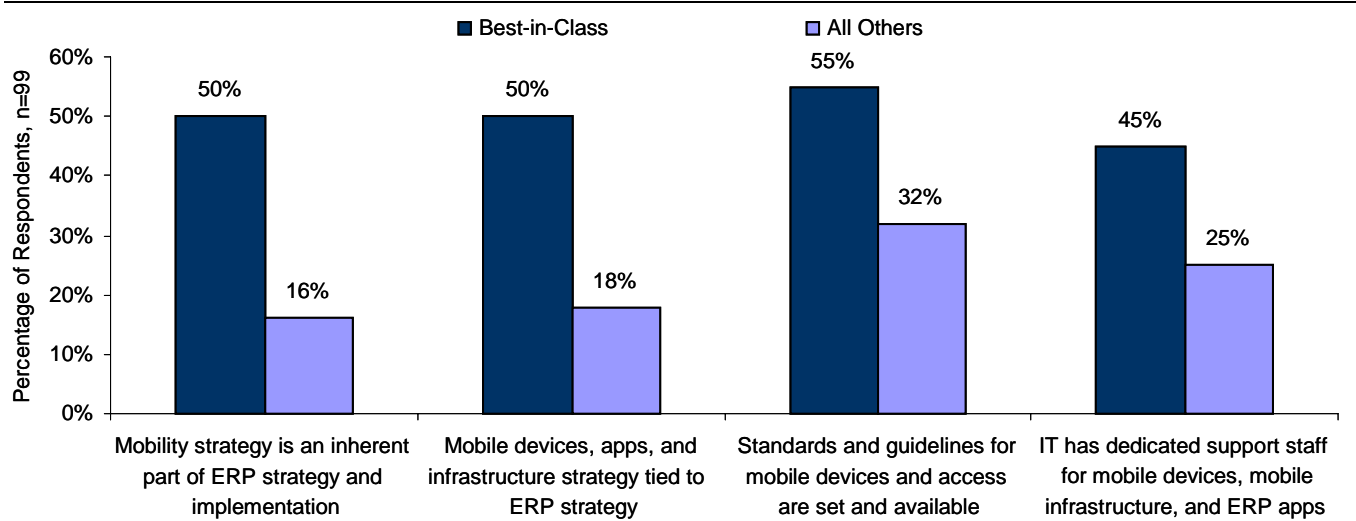 Best-in-Class
All Others
Percentage of Respondents, n=99
60%
50%
40%
30%
20%
10%
0%
50%
16%
50%
18%
55%
32%
45%
25%
Mobility strategy is an inherent
part of ERP strategy and
implementation
Mobile devices, apps, and
infrastructure strategy tied to
ERP strategy
Standards and guidelines for
mobile devices and access
are set and available
IT has dedicated support staff
for mobile devices, mobile
infrastructure, and ERP apps